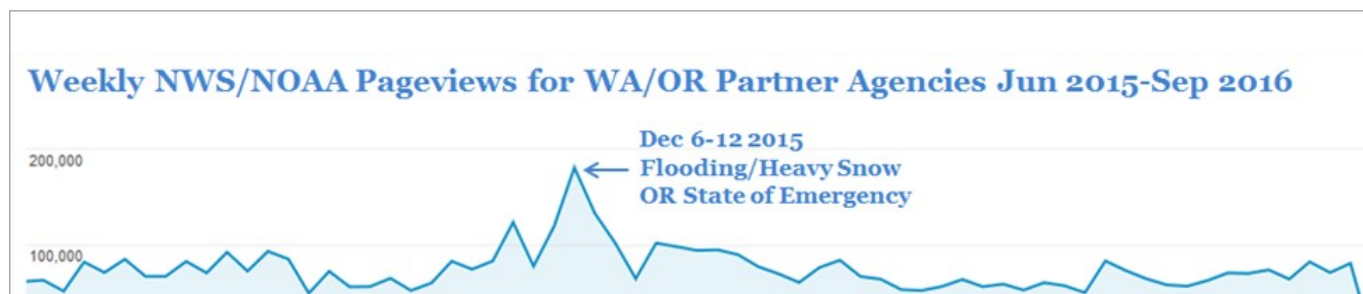 Weekly NWS/NOAA Pageviews for WA/OR Partner Agencies Jun 2015-Sep 2016
Dec 6-12 2015
200,000
Flooding/Heavy Snow
OR State of Emergency
100,000